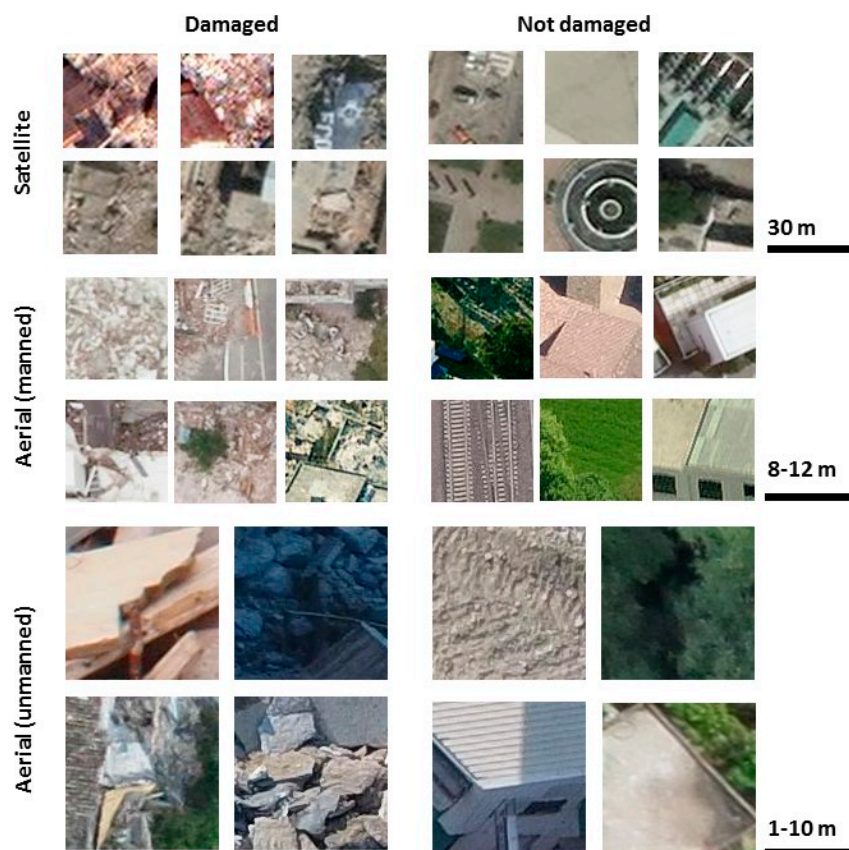 Damaged
Not damaged
Satellite
30 m
Aerial (manned)
8-12 m
Aerial (unmanned)
1-10 m